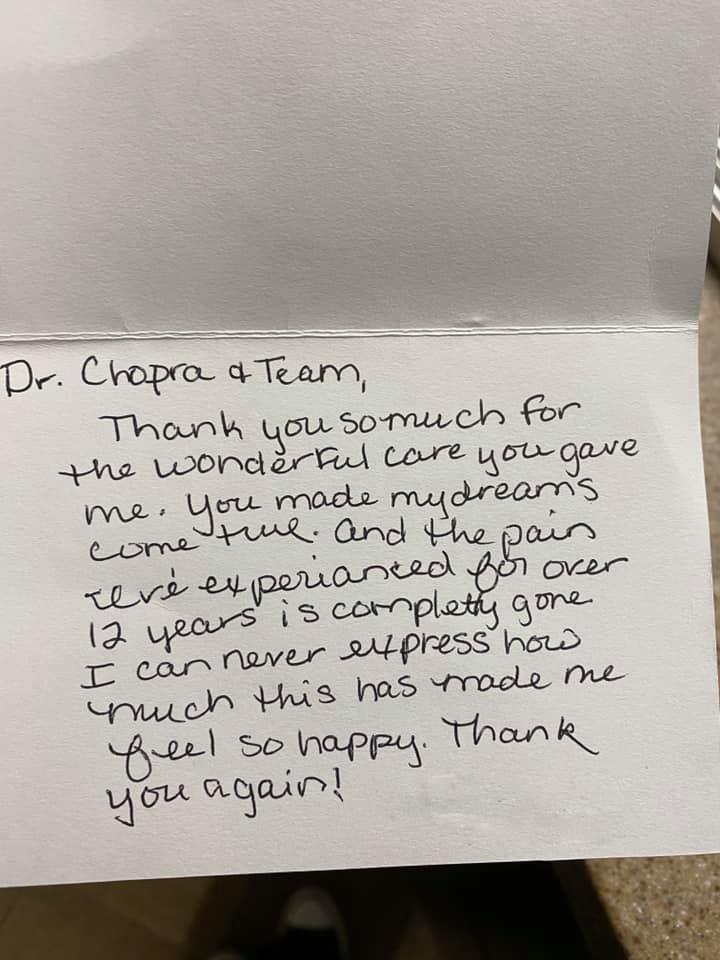 Dr. Chopra & Team,
Thank you so much for
the wonderful care you gave
me. You made my dreams
come true. And the pain
experianced for over
12 years is completly gone
I can never express how
much this has made me
feel so happy. Thank
you again!